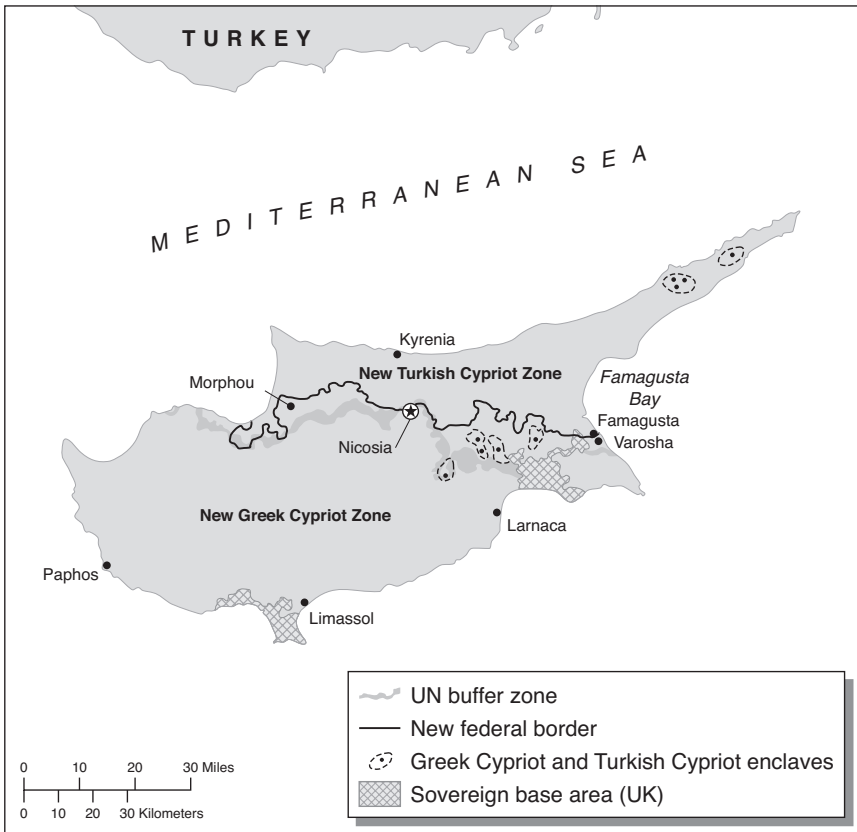 TURKEY
MEDITERRANEAN SEA
Kyrenia
New Turkish Cypriot Zone
Morphou
Famagusta
Bay
Famagusta
Varosha
Nicosia
New Greek Cypriot Zone
Larnaca
Paphos
Limassol
UN buffer zone
New federal border
Greek Cypriot and Turkish Cypriot enclaves
Sovereign base area (UK)
0 10 20 30 Miles
0 10 20 30 Kilometers